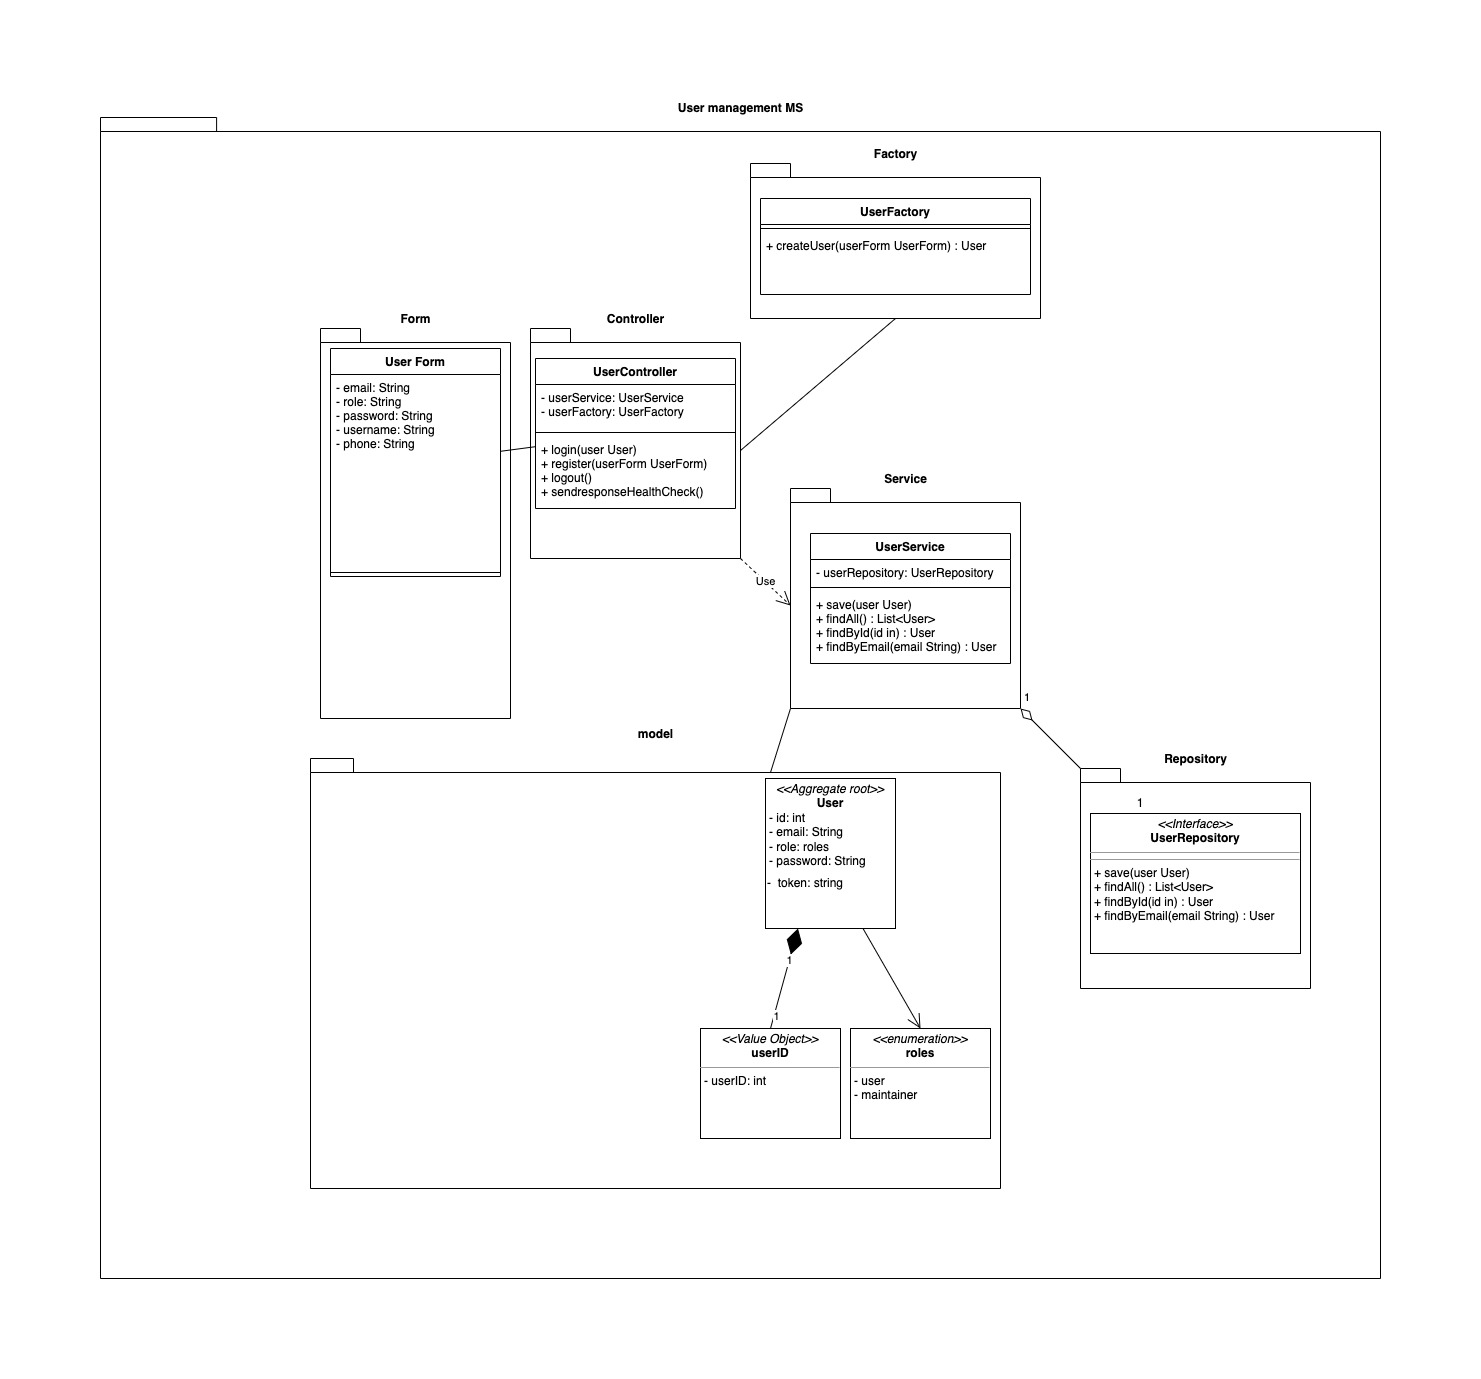 User management MS
Factory
UserFactory
+ createUser(userForm UserForm) : User
Form
User Form
- email: String
- role: String
- password: String
- username: String
- phone: String
Controller
UserController
- userService: UserService
- userFactory: UserFactory
+ login(user User)
+ register(userForm UserForm)
+ logout()
+ sendresponseHealthCheck()
Use
Service
UserService
- userRepository: UserRepository
+ save(user User)
+ findAll() : List<User>
+ findById(id in) : User
+ findByEmail(email String) : User
1
Repository
1
<<Interface>>
UserRepository
+ save(user User)
+ findAll() : List<User>
+ findById(id in) : User
+ findByEmail(email String) : User
model
<<Aggregate root>>
User
- id: int
- email: String
- role: roles
- password: String
- token: string
1
1
<<Value Object>>
userID
- userID: int
<<enumeration>>
roles
- user
- maintainer